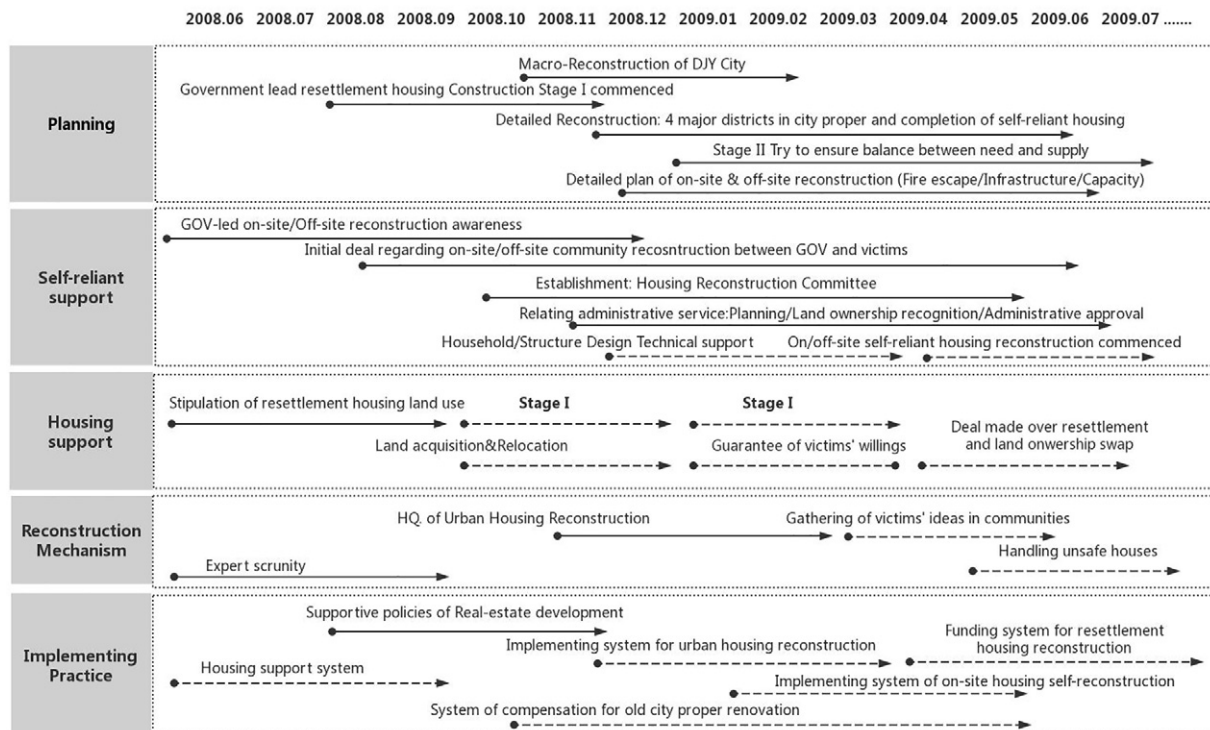 2008.06 2008.07 2008.08 2008.09 2008.10 2008.11 2008.12 2009.01 2009.02 2009.03 2009.04 2009.05 2009.06 2009.07 .......
Planning
Macro-Reconstruction of DJY City
Government lead resettlement housing Construction Stage I commenced
Detailed Reconstruction: 4 major districts in city proper and completion of self-reliant housing
Stage II Try to ensure balance between need and supply
Detailed plan of on-site & off-site reconstruction (Fire escape/Infrastructure/Capacity)
Self-reliant
support
GOV-led on-site/Off-site reconstruction awareness
Initial deal regarding on-site/off-site community recosntruction between GOV and victims
Establishment: Housing Reconstruction Committee
Relating administrative service:Planning/Land ownership recognition/Administrative approval
Household/Structure Design Technical support On/off-site self-reliant housing reconstruction commenced
Housing
support
Stipulation of resettlement housing land use Stage I Stage I
Land acquisition&Relocation Guarantee of victims' willings
Deal made over resettlement
and land onwership swap
Reconstruction
Mechanism
HQ. of Urban Housing Reconstruction Gathering of victims' ideas in communities
Handling unsafe houses
Expert scrunity
Implementing
Practice
Supportive policies of Real-estate development
Implementing system for urban housing reconstruction
Funding system for resettlement
housing reconstruction
Housing support system
Implementing system of on-site housing self-reconstruction
System of compensation for old city proper renovation